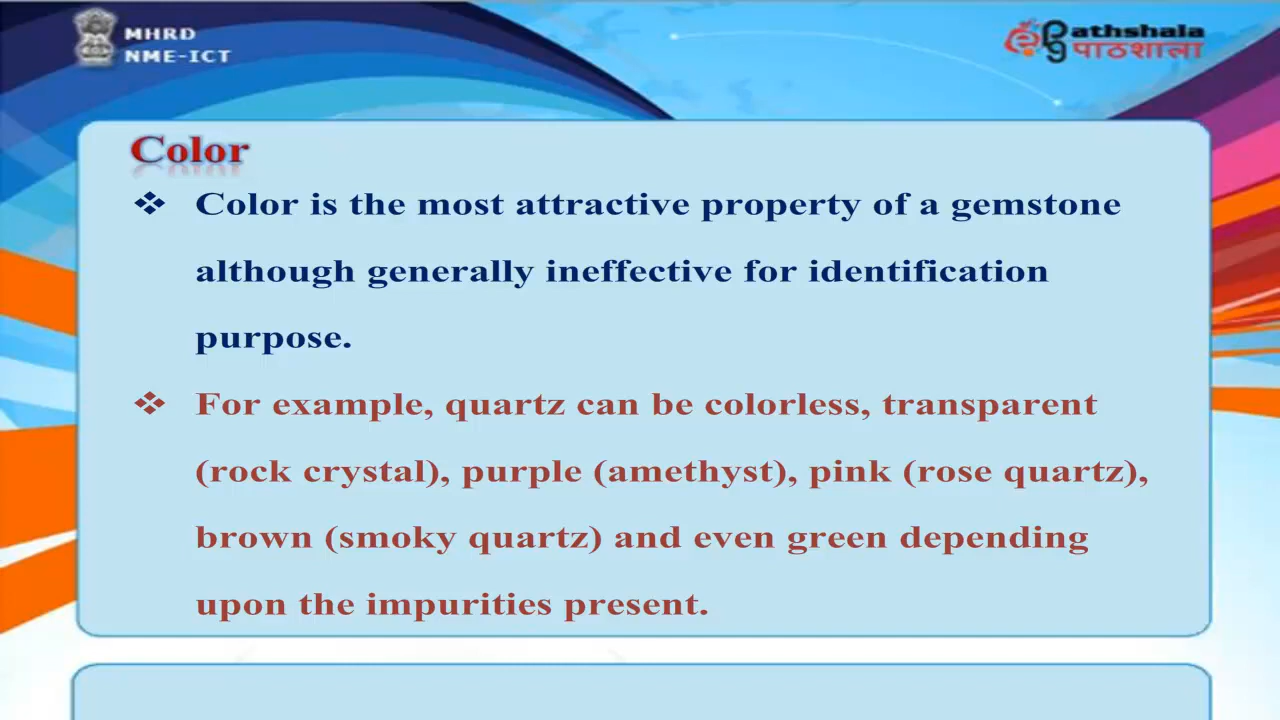 MHRD
NME-ICT
ePathshala
पाठशाला
Color
❖ Color is the most attractive property of a gemstone
although generally ineffective for identification
purpose.
❖ For example, quartz can be colorless, transparent
(rock crystal), purple (amethyst), pink (rose quartz),
brown (smoky quartz) and even green depending
upon the impurities present.